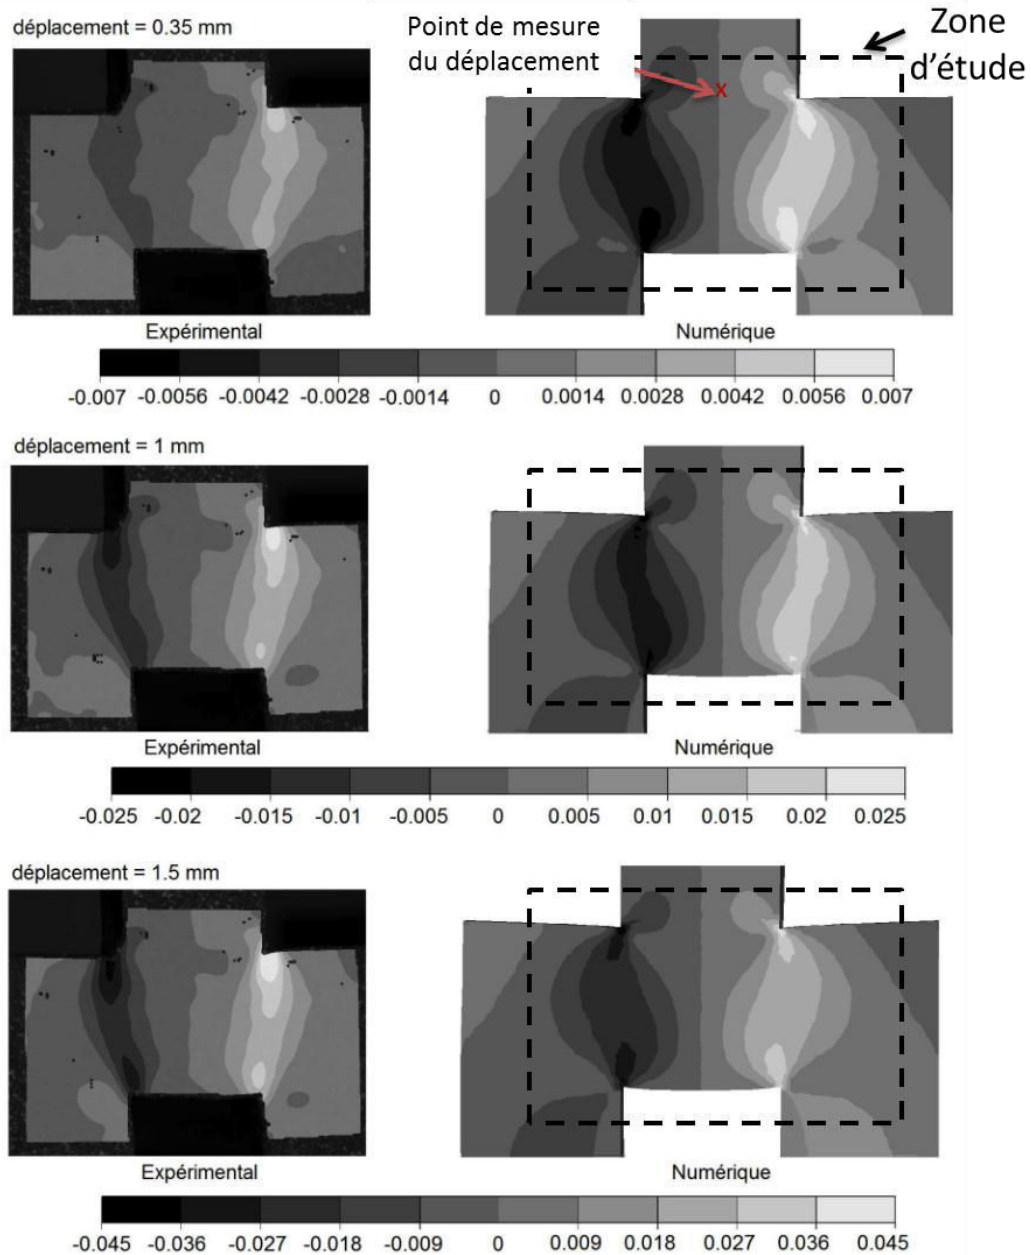 déplacement = 0.35 mm
Point de mesure
du déplacement
x
Zone
d'étude
Expérimental
Numérique
-0.007 -0.0056 -0.0042 -0.0028 -0.0014 0 0.0014 0.0028 0.0042 0.0056 0.007
déplacement = 1 mm
Expérimental
Numérique
-0.025 -0.02 -0.015 -0.01 -0.005 0 0.005 0.01 0.015 0.02 0.025
déplacement = 1.5 mm
Expérimental
Numérique
-0.045 -0.036 -0.027 -0.018 -0.009 0 0.009 0.018 0.027 0.036 0.045